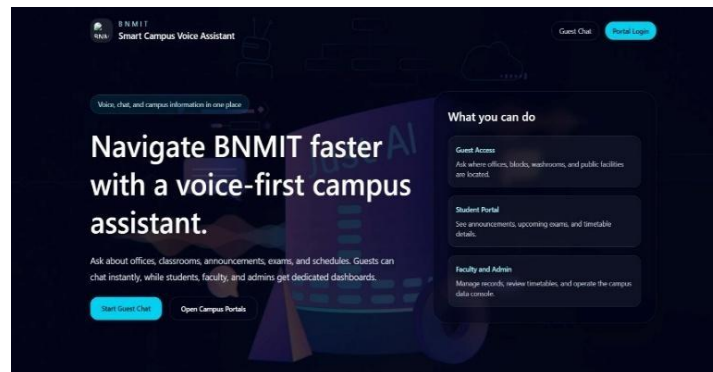 BNMIT
Smart Campus Voice Assistant
Guest Chat
Portal Login
Voice, chat, and campus information in one place
Navigate BNMIT faster
with a voice-first campus
assistant.
Ask about offices, classrooms, announcements, exams, and schedules. Guests can
chat instantly, while students, faculty, and admins get dedicated dashboards.
Start Guest Chat
Open Campus Portals
What you can do
Guest Access
Ask where offices, blocks, washrooms, and public facilities
are located.
Student Portal
See announcements, upcoming exams, and timetable
details.
Faculty and Admin
Manage records, review timetables, and operate the campus
data console.
AI